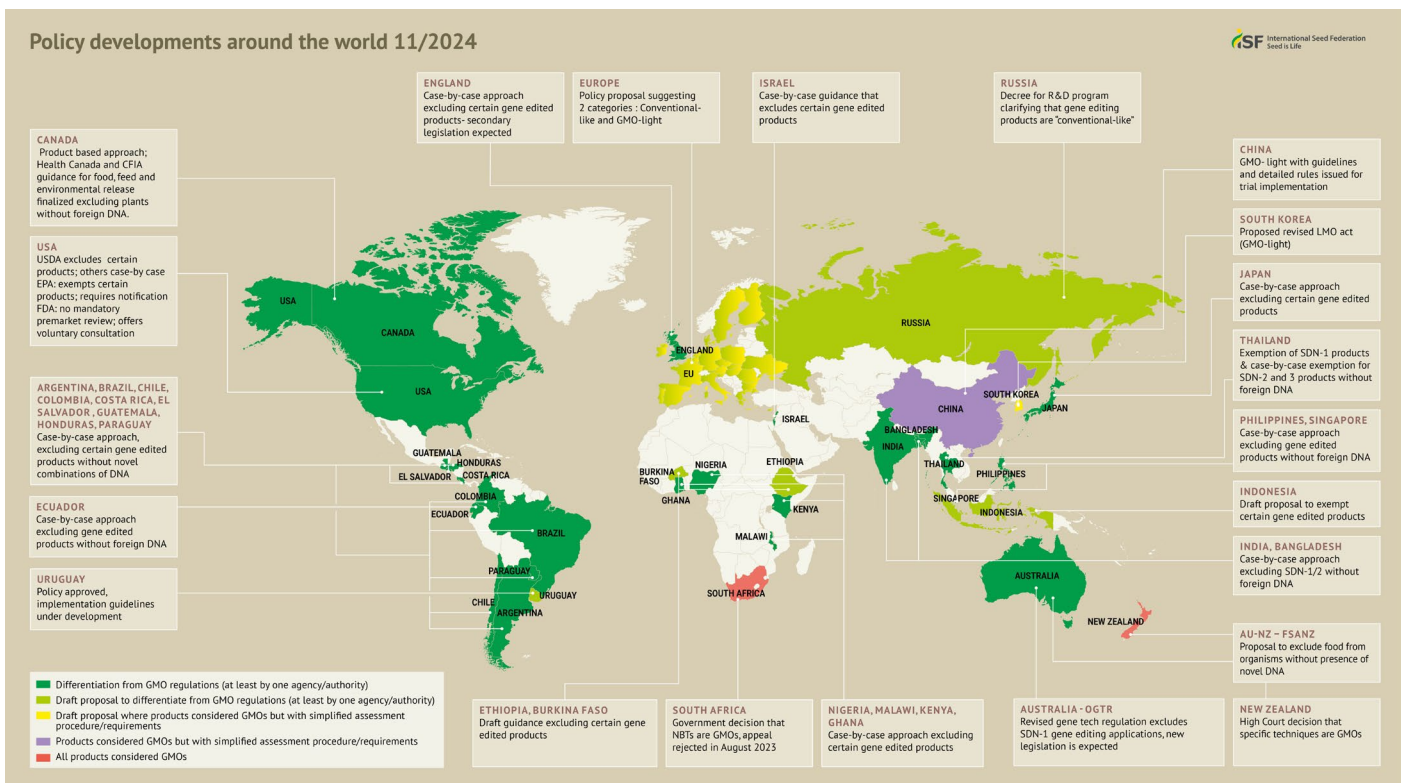 Policy developments around the world 11/2024
iSF International Seed Federation
Seed is Life
ENGLAND
Case-by-case approach
excluding certain gene edited
products- secondary
legislation expected
EUROPE
Policy proposal suggesting
2 categories : Conventional-
like and GMO-light
ISRAEL
Case-by-case guidance that
excludes certain gene edited
products
RUSSIA
Decree for R&D program
clarifying that gene editing
products are “conventional-like”
CANADA
Product based approach;
Health Canada and CFIA
guidance for food, feed and
environmental release
finalized excluding plants
without foreign DNA.
USA
USDA excludes certain
products; others case-by case
EPA: exempts certain
products; requires notification
FDA: no mandatory
premarket review; offers
voluntary consultation
ARGENTINA, BRAZIL, CHILE,
COLOMBIA, COSTA RICA, EL
SALVADOR , GUATEMALA,
HONDURAS, PARAGUAY
Case-by-case approach,
excluding certain gene edited
products without novel
combinations of DNA
ECUADOR
Case-by-case approach
excluding gene edited
products without foreign DNA
URUGUAY
Policy approved,
implementation guidelines
under development
CHINA
GMO- light with guidelines
and detailed rules issued for
trial implementation
SOUTH KOREA
Proposed revised LMO act
(GMO-light)
JAPAN
Case-by-case approach
excluding certain gene edited
products
THAILAND
Exemption of SDN-1 products
& case-by-case exemption for
SDN-2 and 3 products without
foreign DNA
PHILIPPINES, SINGAPORE
Case-by-case approach
excluding gene edited
products without foreign DNA
INDONESIA
Draft proposal to exempt
certain gene edited products
INDIA, BANGLADESH
Case-by-case approach
excluding SDN-1/2 without
foreign DNA
AU-NZ – FSANZ
Proposal to exclude food from
organisms without presence of
novel DNA
USA
CANADA
USA
RUSSIA
ENGLAND
EU
SOUTH KOREA
CHINA
JAPAN
ISRAEL
BANGLADESH
INDIA
GUATEMALA
HONDURAS
EL SALVADOR
COSTA RICA
COLOMBIA
ECUADOR
BRAZIL
PARAGUAY
URUGUAY
CHILE
ARGENTINA
BURKINA
FASO
NIGERIA
ETHIOPIA
GHANA
KENYA
MALAWI
SOUTH AFRICA
THAILAND
PHILIPPINES
SINGAPORE
INDONESIA
AUSTRALIA
NEW ZEALAND
Differentiation from GMO regulations (at least by one agency/authority)
Draft proposal to differentiate from GMO regulations (at least by one agency/authority)
Draft proposal where products considered GMOs but with simplified assessment
procedure/requirements
Products considered GMOs but with simplified assessment procedure/requirements
All products considered GMOs
ETHIOPIA, BURKINA FASO
Draft guidance excluding certain gene
edited products
SOUTH AFRICA
Government decision that
NBTs are GMOs, appeal
rejected in August 2023
NIGERIA, MALAWI, KENYA,
GHANA
Case-by-case approach excluding
certain gene edited products
AUSTRALIA - OGTR
Revised gene tech regulation excludes
SDN-1 gene editing applications, new
legislation is expected
NEW ZEALAND
High Court decision that
specific techniques are GMOs